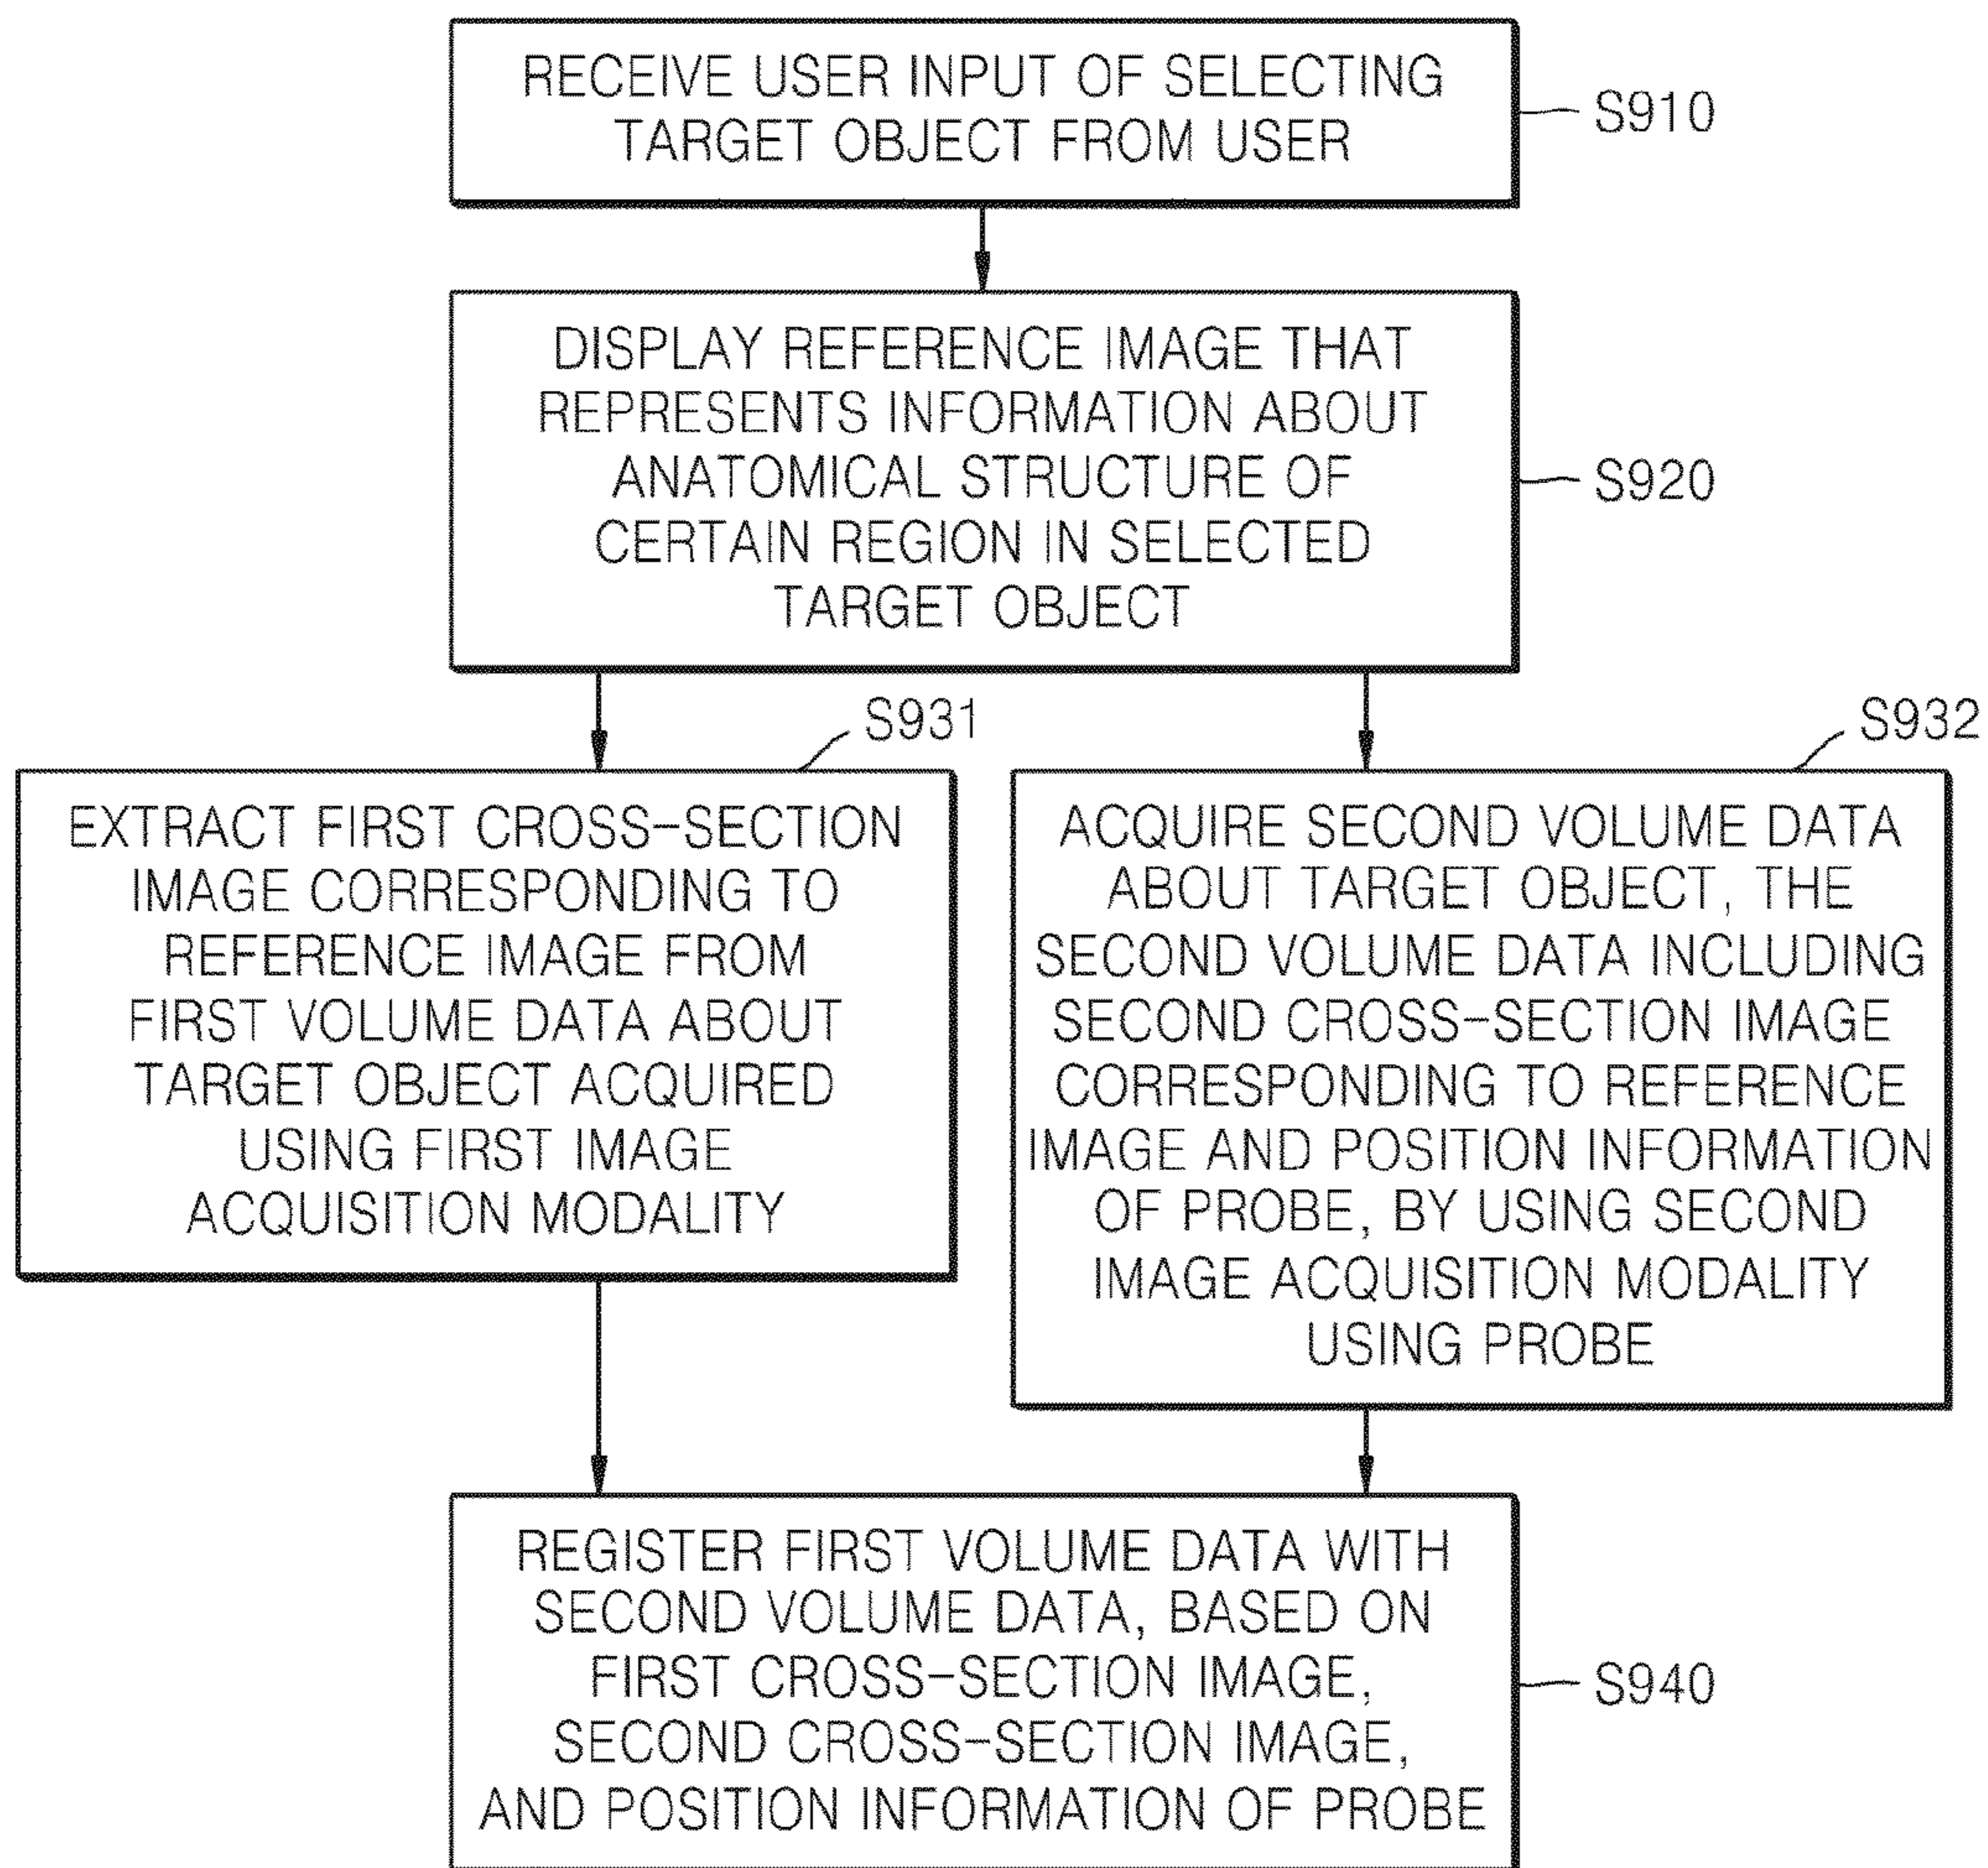 RECEIVE USER INPUT OF SELECTING
TARGET OBJECT FROM USER
S910
DISPLAY REFERENCE IMAGE THAT
REPRESENTS INFORMATION ABOUT
ANATOMICAL STRUCTURE OF
CERTAIN REGION IN SELECTED
TARGET OBJECT
S920
S931
EXTRACT FIRST CROSS-SECTION
IMAGE CORRESPONDING TO
REFERENCE IMAGE FROM
FIRST VOLUME DATA ABOUT
TARGET OBJECT ACQUIRED
USING FIRST IMAGE
ACQUISITION MODALITY
S932
ACQUIRE SECOND VOLUME DATA
ABOUT TARGET OBJECT, THE
SECOND VOLUME DATA INCLUDING
SECOND CROSS-SECTION IMAGE
CORRESPONDING TO REFERENCE
IMAGE AND POSITION INFORMATION
OF PROBE, BY USING SECOND
IMAGE ACQUISITION MODALITY
USING PROBE
REGISTER FIRST VOLUME DATA WITH
SECOND VOLUME DATA, BASED ON
FIRST CROSS-SECTION IMAGE,
SECOND CROSS-SECTION IMAGE,
AND POSITION INFORMATION OF PROBE
S940